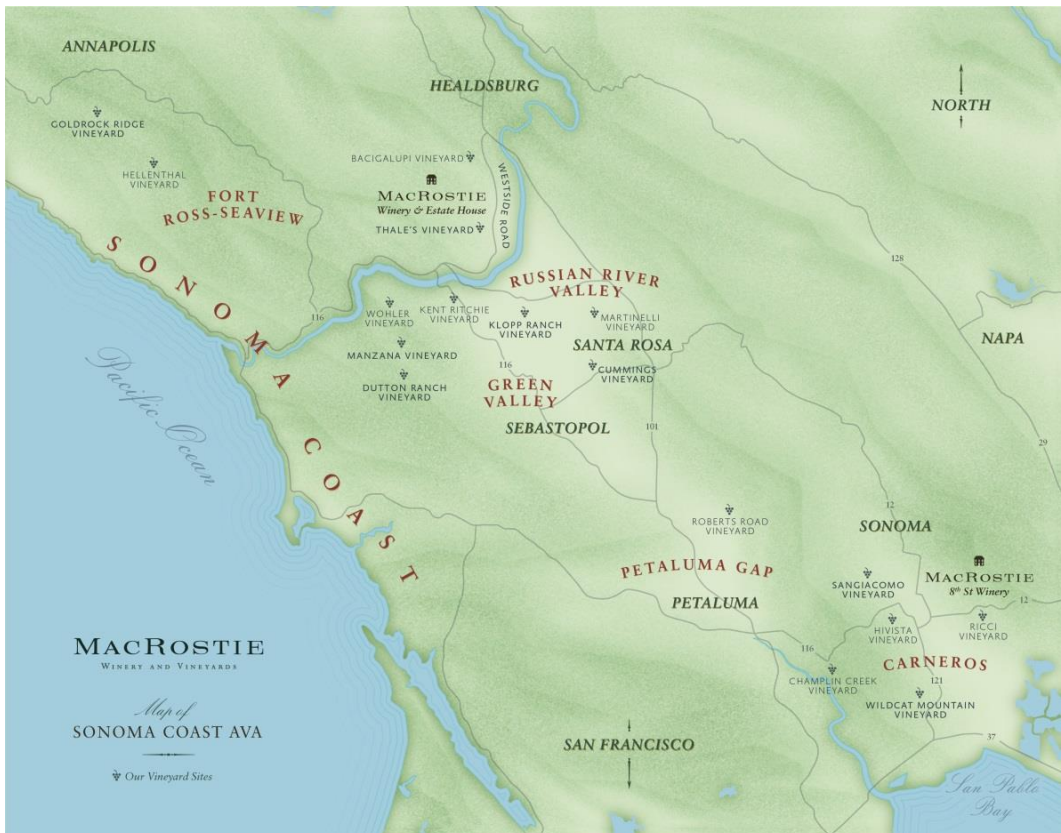 ANNAPOLIS
HEALDSBURG
NORTH
GOLDROCK RIDGE
VINEYARD
HELLENTHAL
VINEYARD
FORT
ROSS-SEAVIEW
BACIGALUPI VINEYARD
MACROSTIE
Winery & Estate House
THALE'S VINEYARD
WESTSIDE ROAD
SONOMA COAST
RUSSIAN RIVER
VALLEY
128
116
WOHLER
VINEYARD
KENT RITCHIE
VINEYARD
KLOPP RANCH
VINEYARD
MARTINELLI
VINEYARD
NAPA
MANZANA VINEYARD
SANTA ROSA
116
CUMMINGS
VINEYARD
DUTTON RANCH
VINEYARD
GREEN
VALLEY
SEBASTOPOL
101
29
Pacific Ocean
12
ROBERTS ROAD
VINEYARD
SONOMA
PETALUMA GAP
PETALUMA
SANGIACOMO
VINEYARD
MACROSTIE
8th St Winery
12
HIVISTA
VINEYARD
RICCI
VINEYARD
116
CARNEROS
CHAMPLIN CREEK
VINEYARD
121
WILDCAT MOUNTAIN
VINEYARD
37
SAN FRANCISCO
San Pablo
Bay
MACROSTIE
WINERY AND VINEYARDS
Map of
SONOMA COAST AVA
Our Vineyard Sites